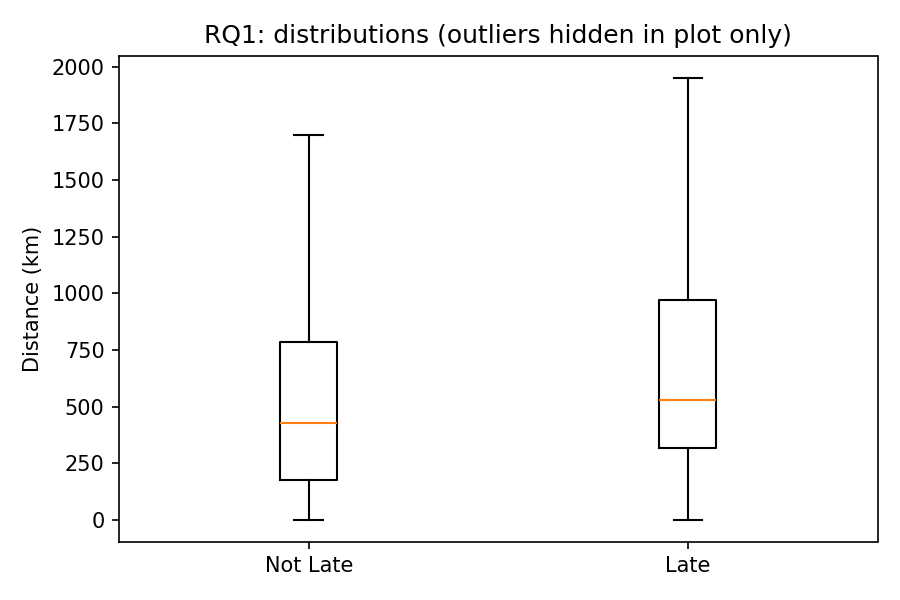 RQ1: distributions (outliers hidden in plot only)
2000
1750
1500
1250
1000
750
500
250
0
Distance (km)
Not Late
Late